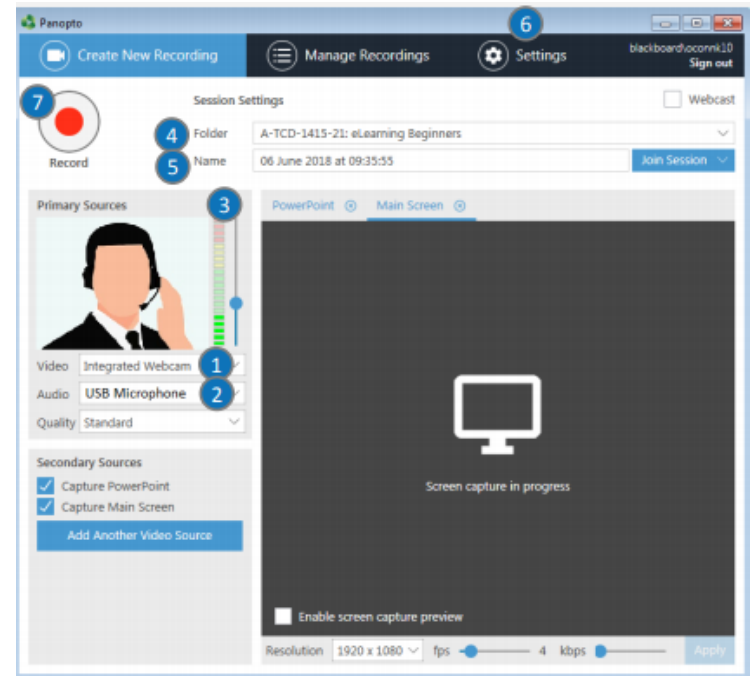 Panopto
6
Create New Recording Manage Recordings Settings blackboard\oconnk10
Sign out
7 Session Settings Webcast
4 Folder A-TCD-1415-21: eLearning Beginners
Record 5 Name 06 June 2018 at 09:35:55 Join Session
Primary Sources 3 PowerPoint Main Screen
Video Integrated Webcam 1
Audio USB Microphone 2
Quality Standard
Secondary Sources
Capture PowerPoint
Capture Main Screen
Add Another Video Source
Screen capture in progress
Enable screen capture preview
Resolution 1920 x 1080 fps 4 kbps Apply